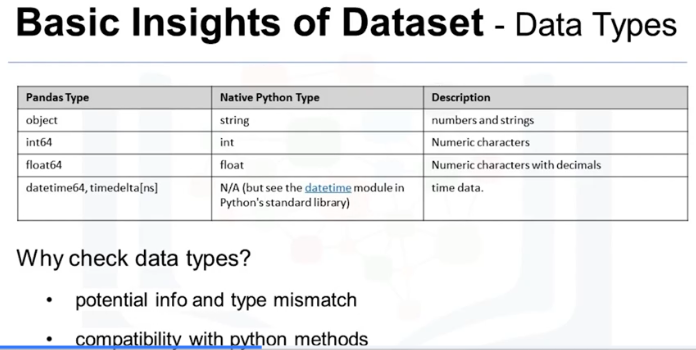 Basic Insights of Dataset - Data Types
Pandas Type Native Python Type Description
object string numbers and strings
int64 int Numeric characters
float64 float Numeric characters with decimals
datetime64, timedelta[ns] N/A (but see the datetime module in time data.
Python's standard library)
Why check data types?
• potential info and type mismatch
• compatibility with python methods